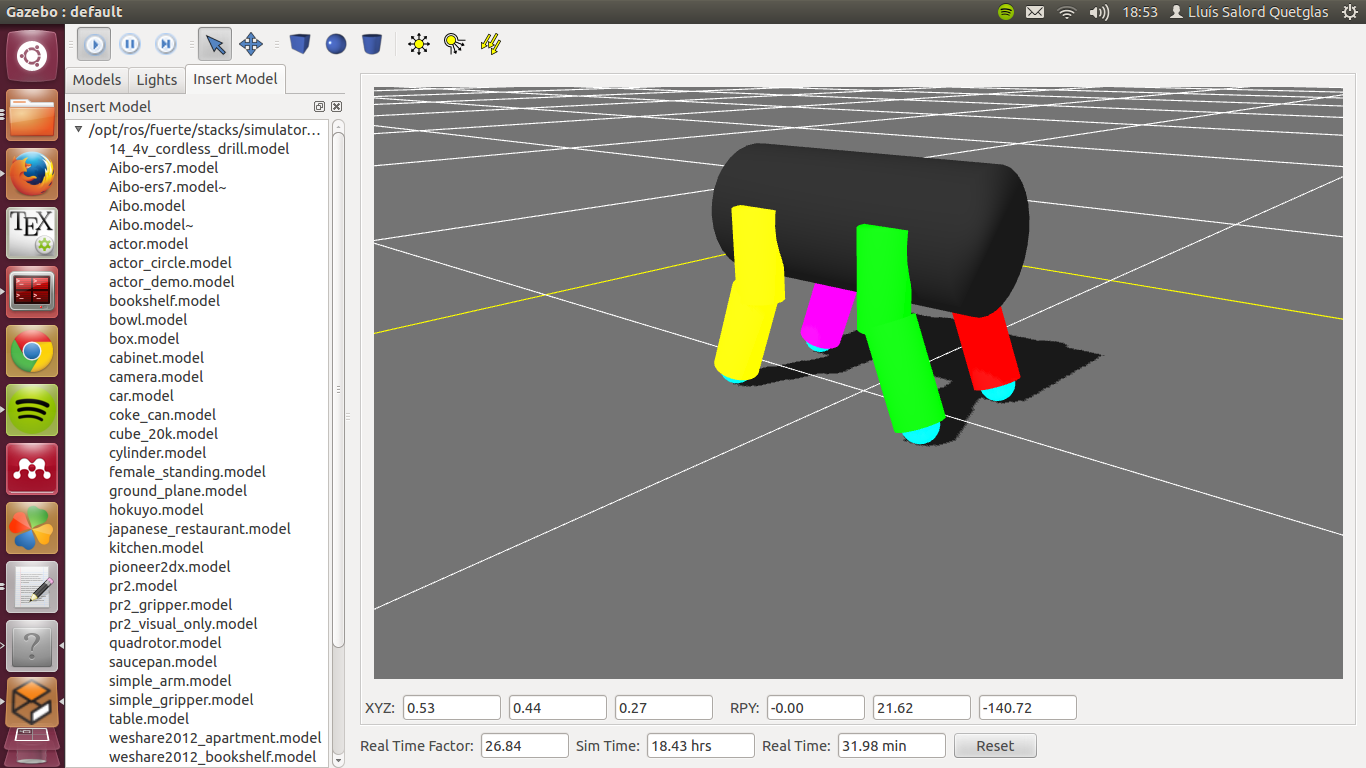 Gazebo : default
18:53 Lluís Salord Quetglas
Models Lights Insert Model
Insert Model
/opt/ros/fuerte/stacks/simulator...
14_4v_cordless_drill.model
Aibo-ers7.model
Aibo-ers7.model~
Aibo.model
Aibo.model~
actor.model
actor_circle.model
actor_demo.model
bookshelf.model
bowl.model
box.model
cabinet.model
camera.model
car.model
coke_can.model
cube_20k.model
cylinder.model
female_standing.model
ground_plane.model
hokuyo.model
japanese_restaurant.model
kitchen.model
pioneer2dx.model
pr2.model
pr2_gripper.model
pr2_visual_only.model
quadrotor.model
saucepan.model
simple_arm.model
simple_gripper.model
table.model
weshare2012_apartment.model
weshare2012_bookshelf.model
TEX
?
XYZ: 0.53 0.44 0.27 RPY: -0.00 21.62 -140.72
Real Time Factor: 26.84 Sim Time: 18.43 hrs Real Time: 31.98 min Reset